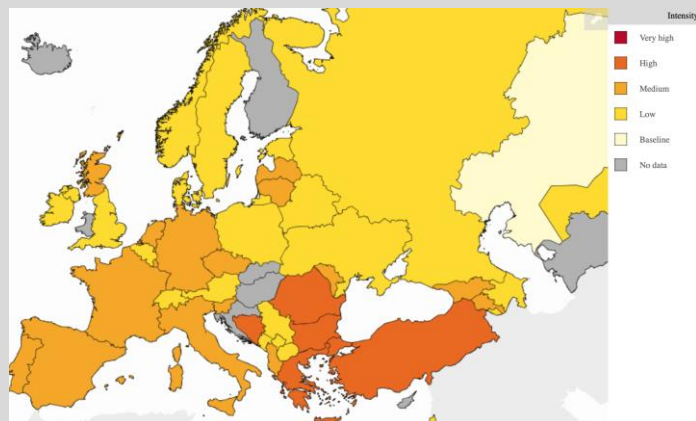 Intensity
Very high
High
Medium
Low
Baseline
No data